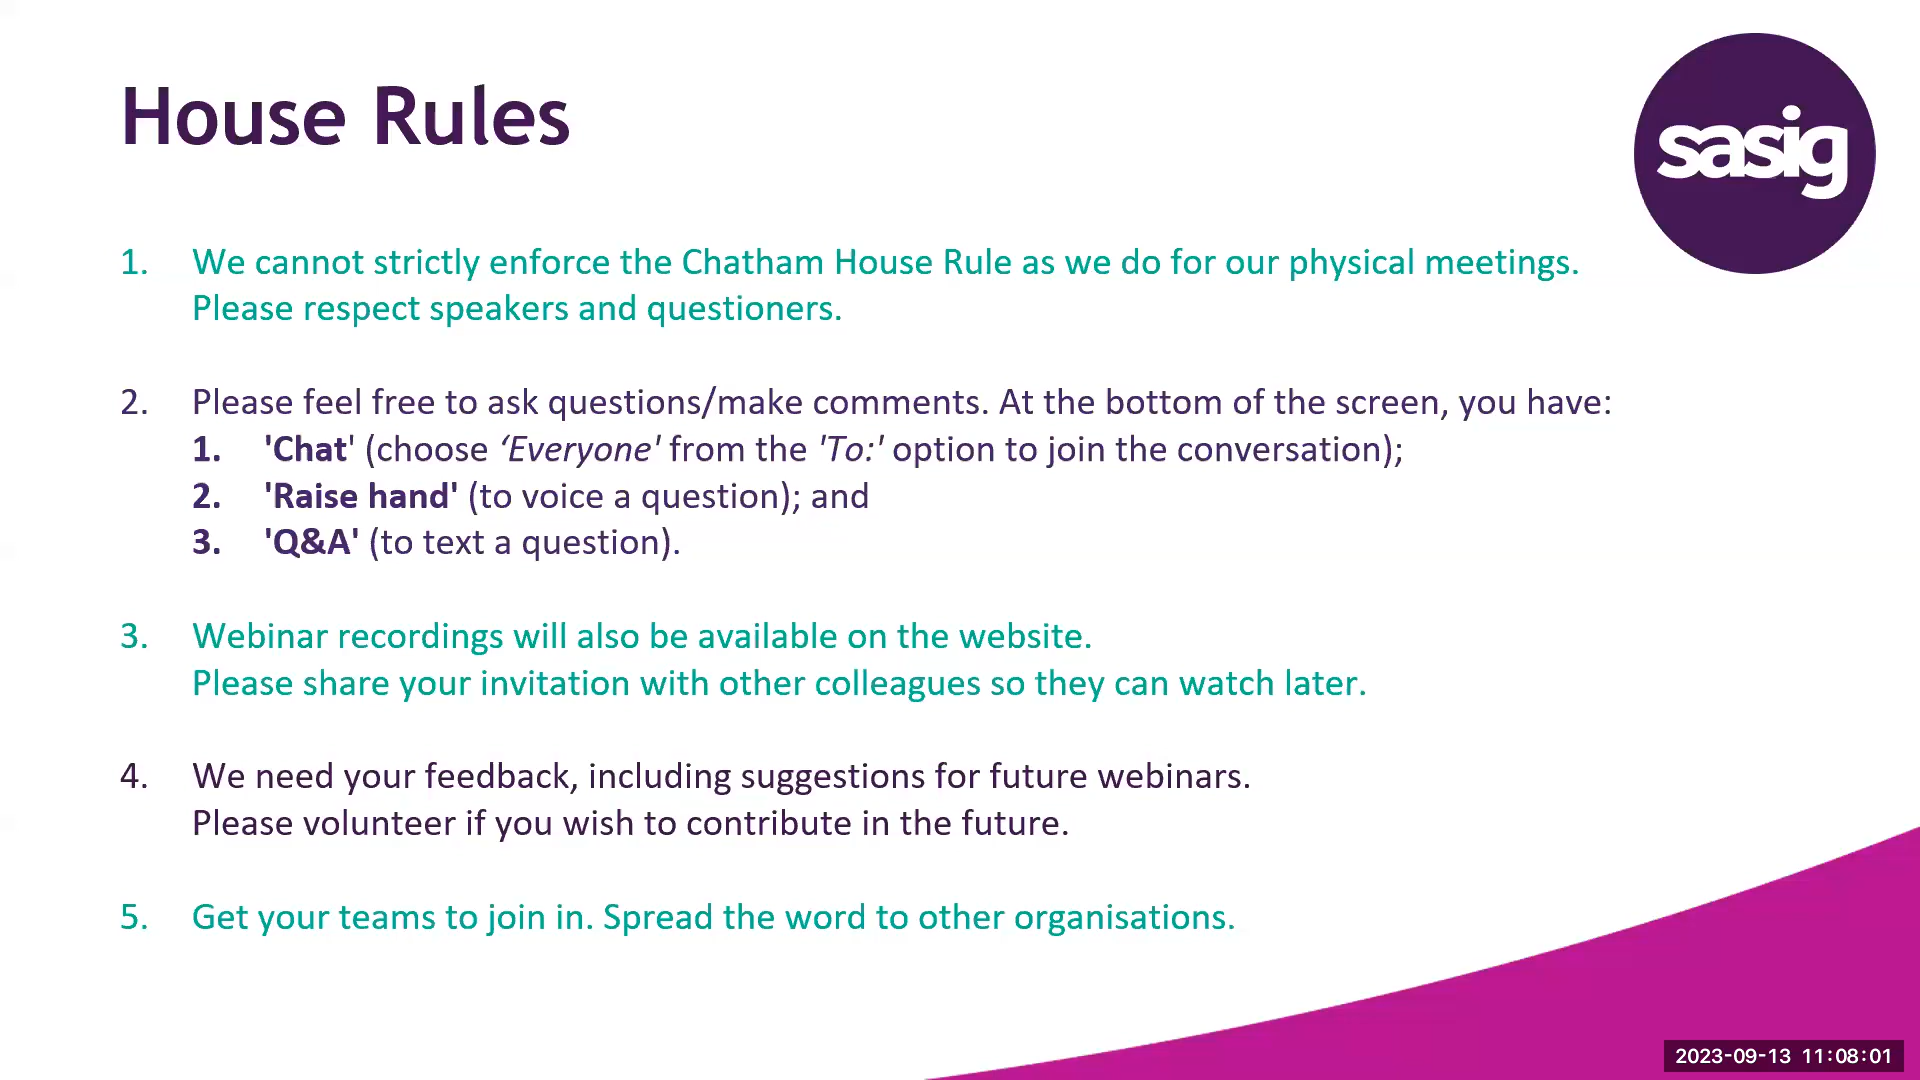 House Rules
sasig
1. We cannot strictly enforce the Chatham House Rule as we do for our physical meetings.
Please respect speakers and questioners.
2. Please feel free to ask questions/make comments. At the bottom of the screen, you have:
1. 'Chat' (choose ‘Everyone' from the 'To:' option to join the conversation);
2. 'Raise hand' (to voice a question); and
3. 'Q&A' (to text a question).
3. Webinar recordings will also be available on the website.
Please share your invitation with other colleagues so they can watch later.
4. We need your feedback, including suggestions for future webinars.
Please volunteer if you wish to contribute in the future.
5. Get your teams to join in. Spread the word to other organisations.
2023-09-13 11:08:01